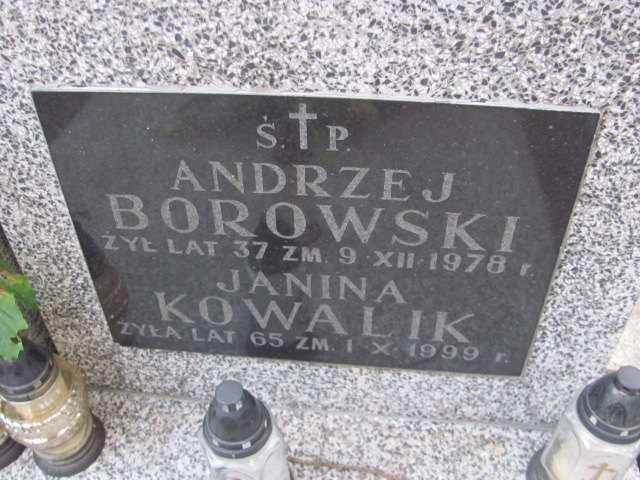 Ś. P.
ANDRZEJ
BOROWSKI
ŻYŁ LAT 37. ZM. 9. XII. 1978 r.
JANINA
KOWALIK
ŻYŁA LAT 65. ZM. 1. X. 1999 r.